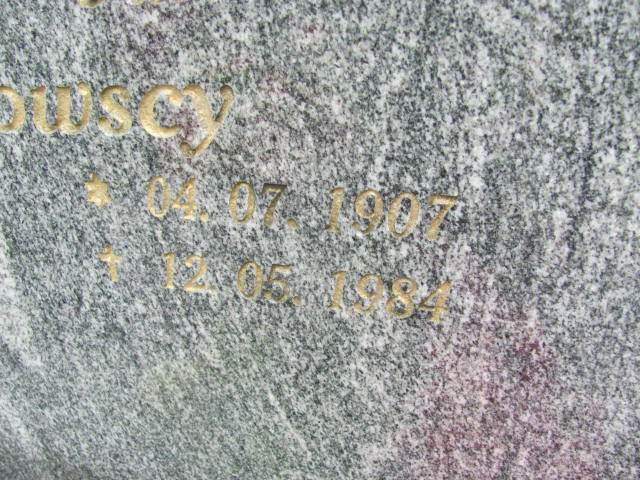 owscy
* 04. 07. 1907
† 12. 05. 1984